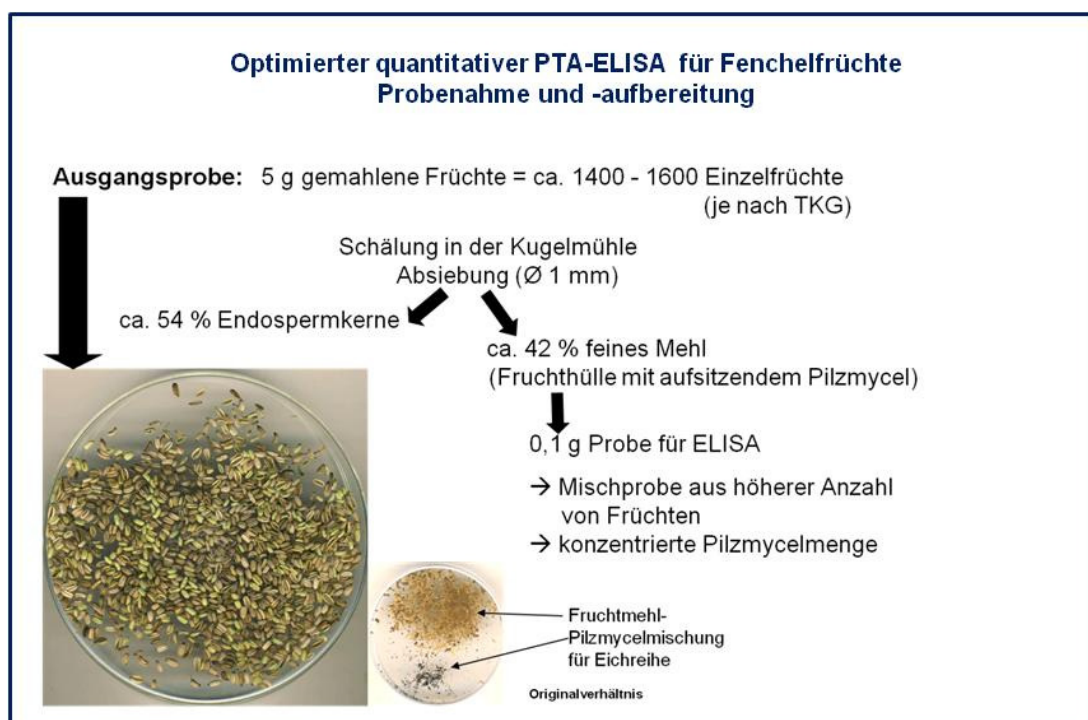 Optimierter quantitativer PTA-ELISA für Fenchelfrüchte
Probenahme und -aufbereitung
Ausgangsprobe: 5 g gemahlene Früchte = ca. 1400 - 1600 Einzelfrüchte
(je nach TKG)
Schälung in der Kugelmühle
Absiebung (Ø 1 mm)
ca. 54 % Endospermkerne
ca. 42 % feines Mehl
(Fruchthülle mit aufsitzendem Pilzmycel)
0,1 g Probe für ELISA
→ Mischprobe aus höherer Anzahl
von Früchten
→ konzentrierte Pilzmycelmenge
Fruchtmehl-
Pilzmycelmischung
für Eichreihe
Originalverhältnis